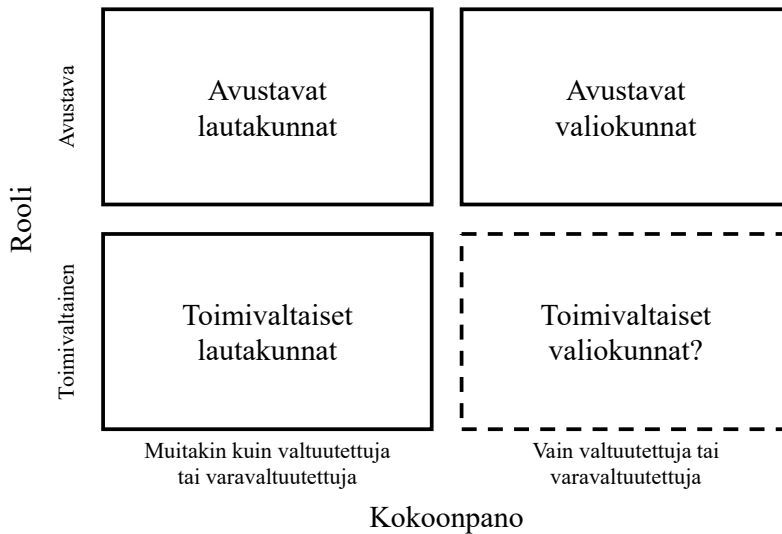 Rooli
Avustava
Avustavat
lautakunnat
Avustavat
valiokunnat
Toimivaltainen
Toimivaltaiset
lautakunnat
Toimivaltaiset
valiokunnat?
Muitakin kuin valtuutettuja
tai varavaltuutettuja
Vain valtuutettuja tai
varavaltuutettuja
Kokoonpano